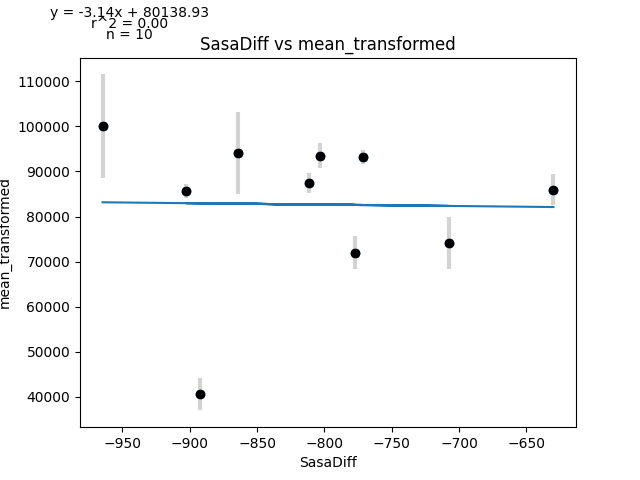 y = -3.14x + 80138.93
r^2 = 0.00
n = 10
SasaDiff vs mean_transformed
110000
100000
90000
80000
70000
60000
50000
40000
mean_transformed
−950 −900 −850 −800 −750 −700 −650
SasaDiff